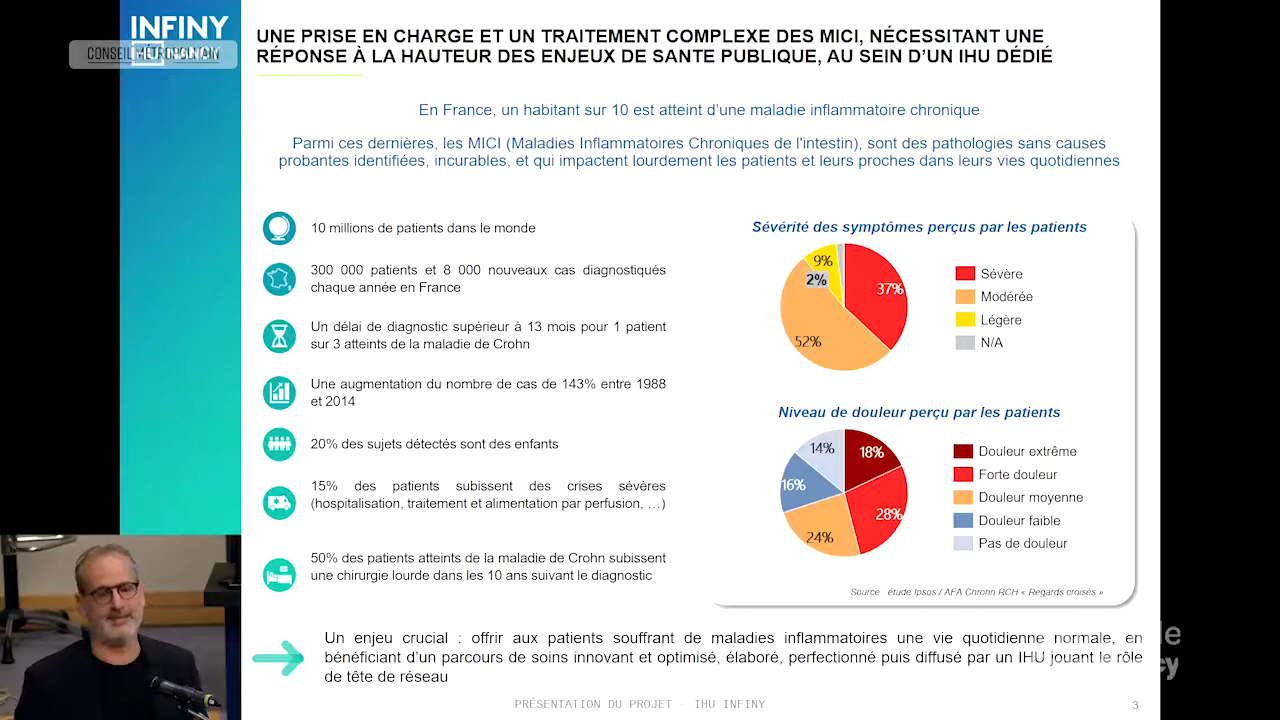 INFINY
CONSEIL MÉTROPOLITAIN
UNE PRISE EN CHARGE ET UN TRAITEMENT COMPLEXE DES MICI, NÉCESSITANT UNE
RÉPONSE À LA HAUTEUR DES ENJEUX DE SANTE PUBLIQUE, AU SEIN D'UN IHU DÉDIÉ
En France, un habitant sur 10 est atteint d'une maladie inflammatoire chronique
Parmi ces dernières, les MICI (Maladies Inflammatoires Chroniques de l'intestin), sont des pathologies sans causes
probantes identifiées, incurables, et qui impactent lourdement les patients et leurs proches dans leurs vies quotidiennes
10 millions de patients dans le monde
300 000 patients et 8 000 nouveaux cas diagnostiqués
chaque année en France
Un délai de diagnostic supérieur à 13 mois pour 1 patient
sur 3 atteints de la maladie de Crohn
Une augmentation du nombre de cas de 143% entre 1988
et 2014
20% des sujets détectés sont des enfants
15% des patients subissent des crises sévères
(hospitalisation, traitement et alimentation par perfusion, …)
50% des patients atteints de la maladie de Crohn subissent
une chirurgie lourde dans les 10 ans suivant le diagnostic
Sévérité des symptômes perçus par les patients
9%
2%
37%
52%
Sévère
Modérée
Légère
N/A
Niveau de douleur perçu par les patients
14%
18%
16%
28%
24%
Douleur extrême
Forte douleur
Douleur moyenne
Douleur faible
Pas de douleur
Source étude Ipsos / AFA Chrohn RCH « Regards croisés »
Un enjeu crucial : offrir aux patients souffrant de maladies inflammatoires une vie quotidienne normale, en
bénéficiant d'un parcours de soins innovant et optimisé, élaboré, perfectionné puis diffusé par un IHU jouant le rôle
de tête de réseau
PRÉSENTATION DU PROJET - IHU INFINY
3